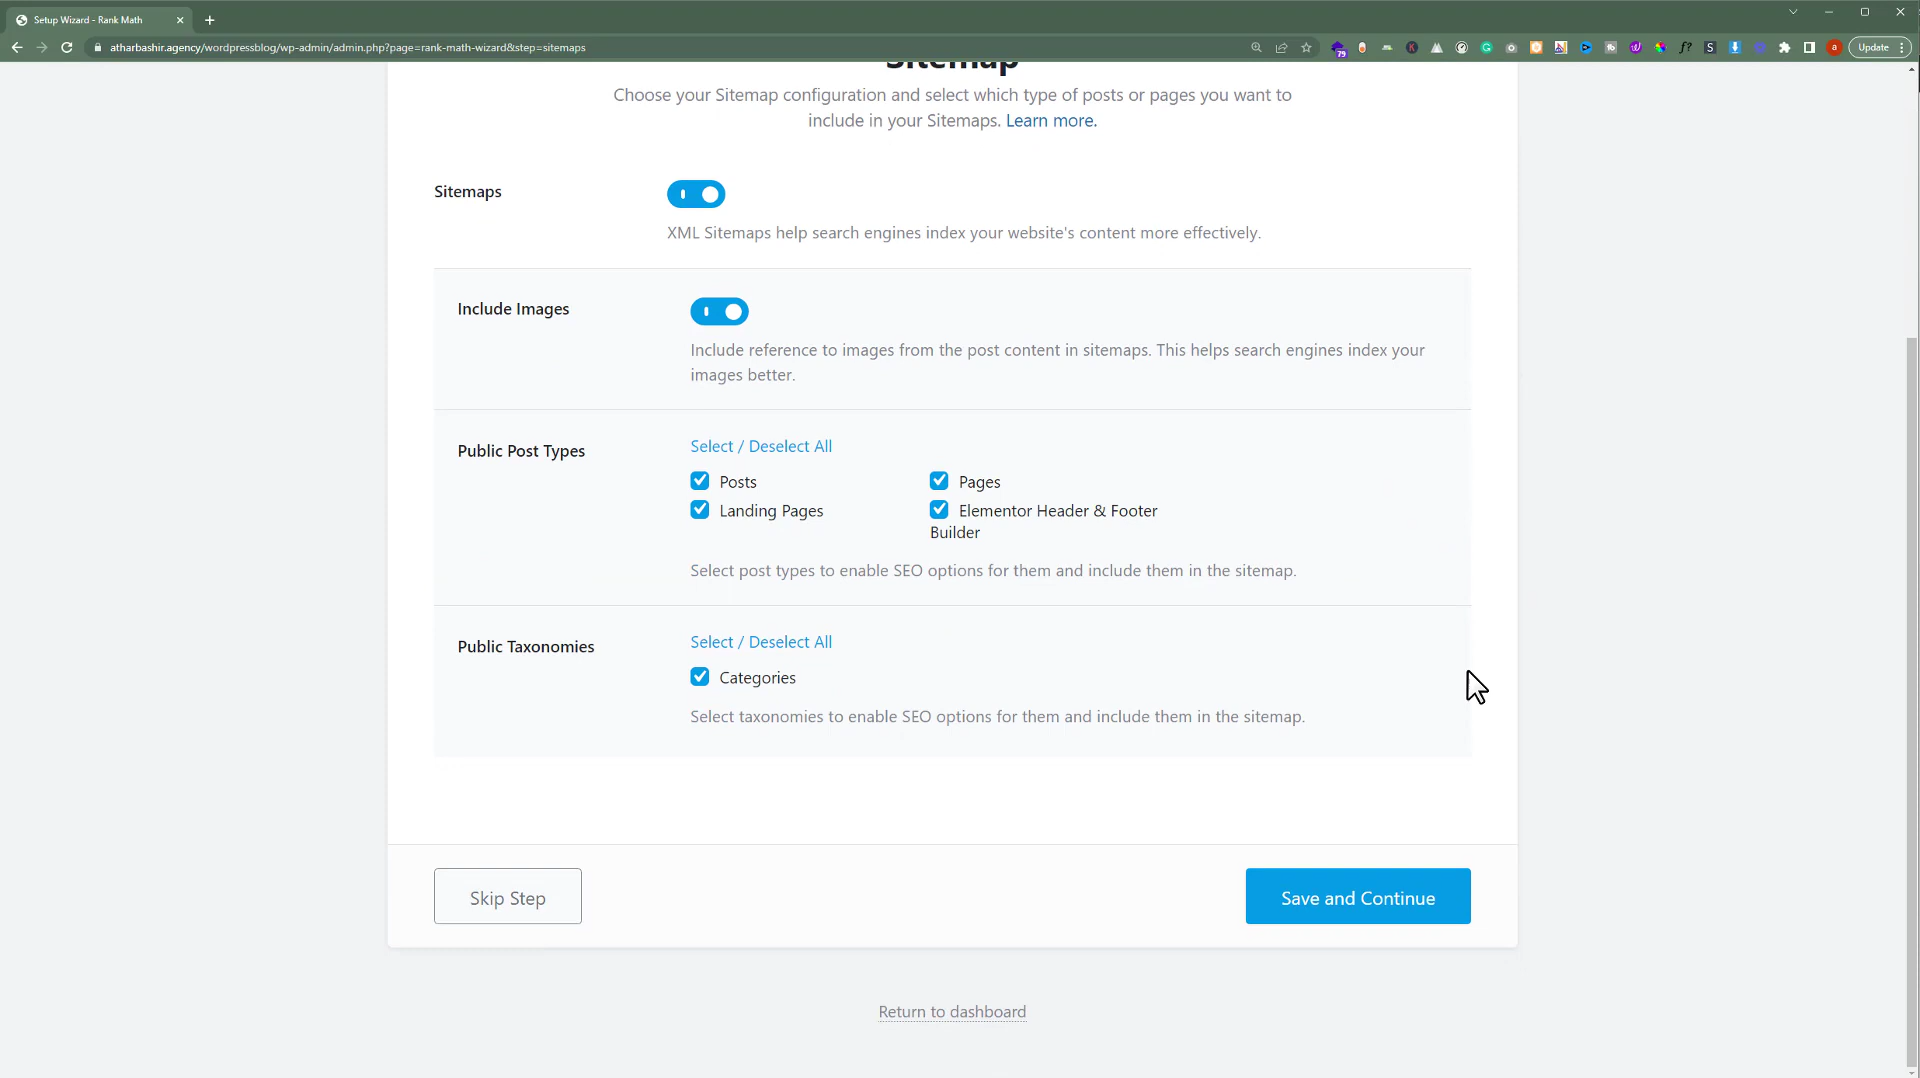 Setup Wizard - Rank Math
atharbashir.agency/wordpressblog/wp-admin/admin.php?page=rank-math-wizard&step=sitemaps
79
f?
S
a
Update
Sitemap
Choose your Sitemap configuration and select which type of posts or pages you want to
include in your Sitemaps. Learn more.
Sitemaps
XML Sitemaps help search engines index your website's content more effectively.
Include Images
Include reference to images from the post content in sitemaps. This helps search engines index your
images better.
Public Post Types
Select / Deselect All
Posts
Pages
Landing Pages
Elementor Header & Footer
Builder
Select post types to enable SEO options for them and include them in the sitemap.
Public Taxonomies
Select / Deselect All
Categories
Select taxonomies to enable SEO options for them and include them in the sitemap.
Skip Step
Save and Continue
Return to dashboard